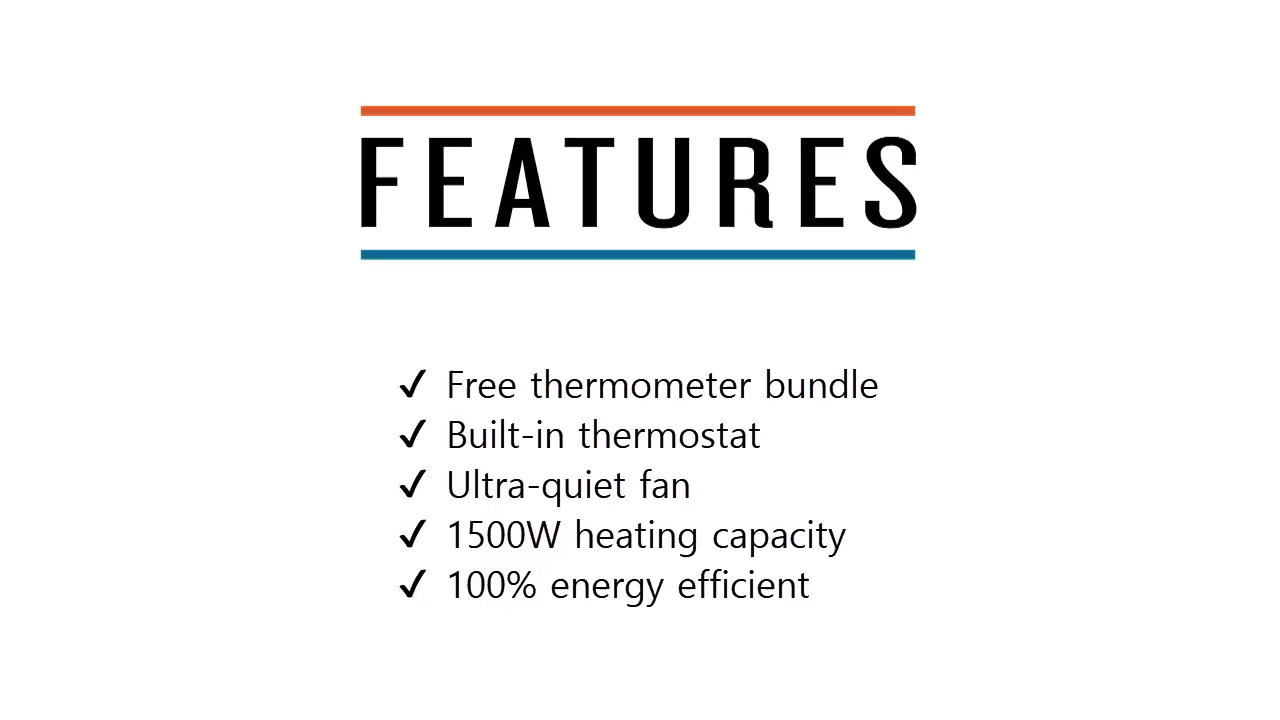 FEATURES
✓ Free thermometer bundle
✓ Built-in thermostat
✓ Ultra-quiet fan
✓ 1500W heating capacity
✓ 100% energy efficient